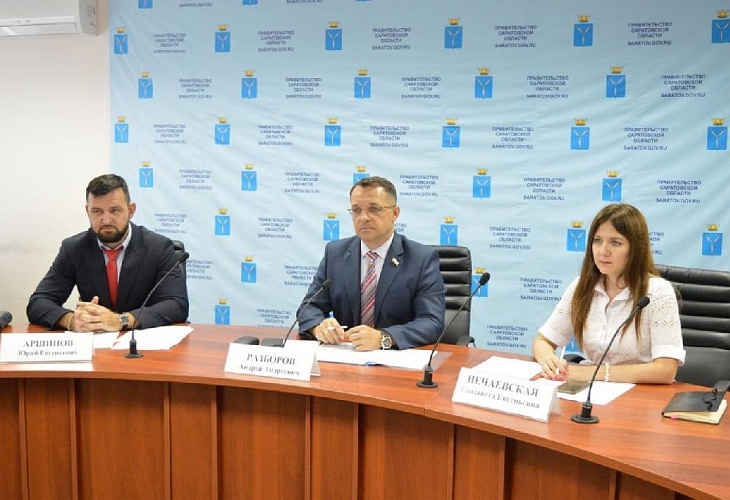 ПРАВИТЕЛЬСТВО
САРАТОВСКОЙ
ОБЛАСТИ
SARATOV.GOV.RU
АРШИНОВ
Юрий Евгеньевич
РАЗБОРОВ
Андрей Андреевич
НЕЧАЕВСКАЯ
Елизавета Евгеньевна